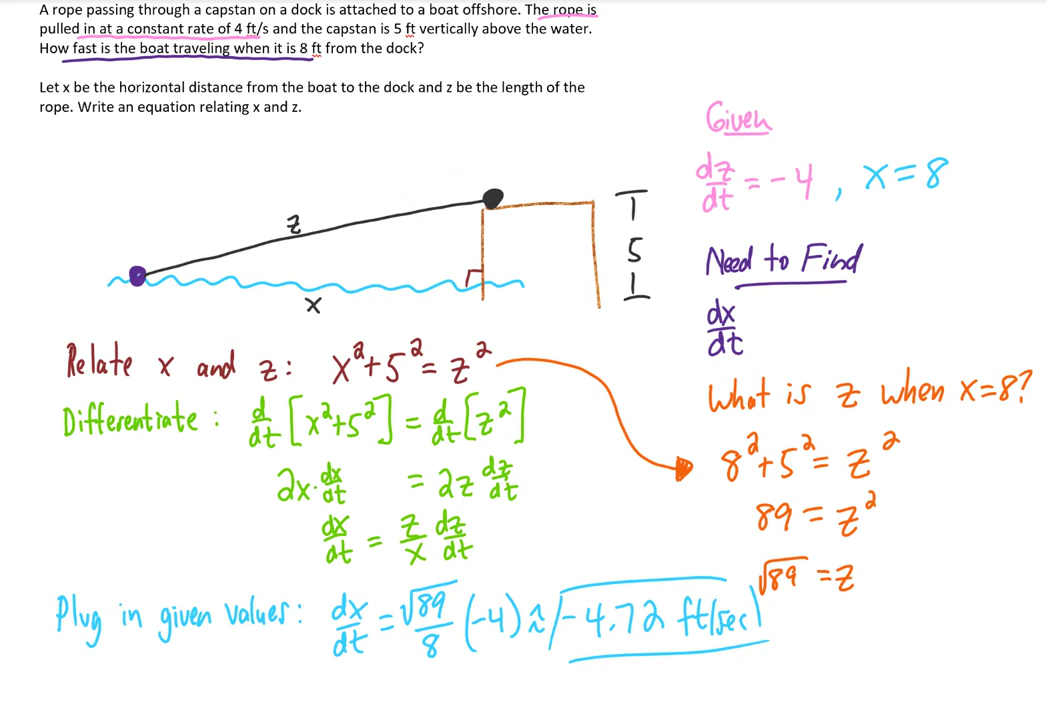 A rope passing through a capstan on a dock is attached to a boat offshore. The rope is
pulled in at a constant rate of 4 ft/s and the capstan is 5 ft vertically above the water.
How fast is the boat traveling when it is 8 ft from the dock?
Let x be the horizontal distance from the boat to the dock and z be the length of the
rope. Write an equation relating x and z.
Given
dz/dt = -4 , x = 8
z
5
x
Need to Find
dx/dt
Relate x and z: x² + 5² = z²
Differentiate : d/dt [x² + 5²] = d/dt [z²]
2x · dx/dt = 2z dz/dt
dx/dt = z/x dz/dt
What is z when x=8?
8² + 5² = z²
89 = z²
√89 = z
Plug in given values: dx/dt = √89/8 (-4) ≈ -4.72 ft/sec